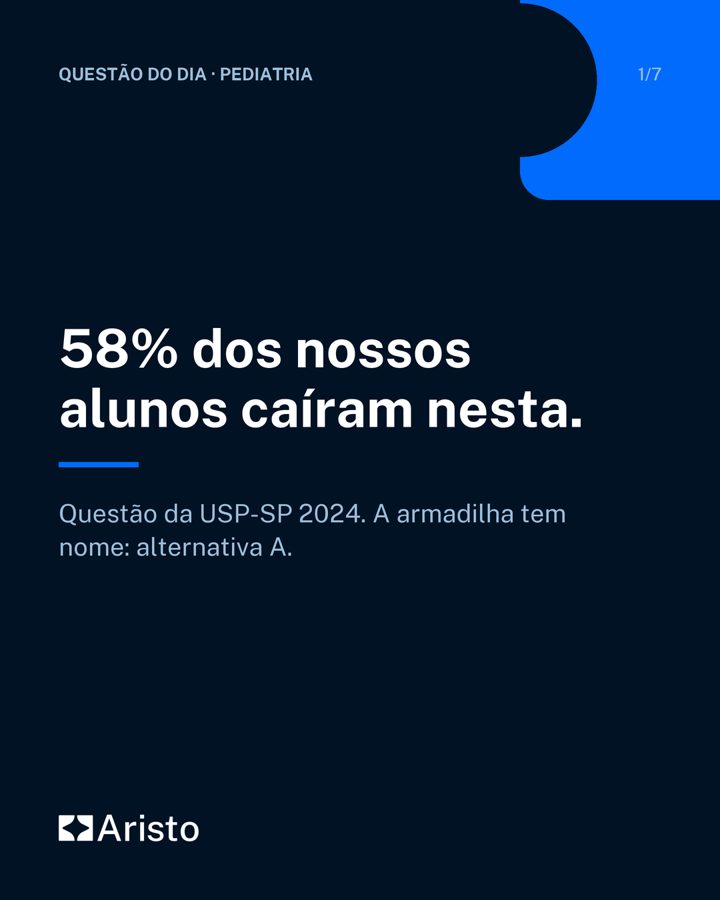 QUESTÃO DO DIA · PEDIATRIA
1/7
58% dos nossos
alunos caíram nesta.
Questão da USP-SP 2024. A armadilha tem
nome: alternativa A.
Aristo